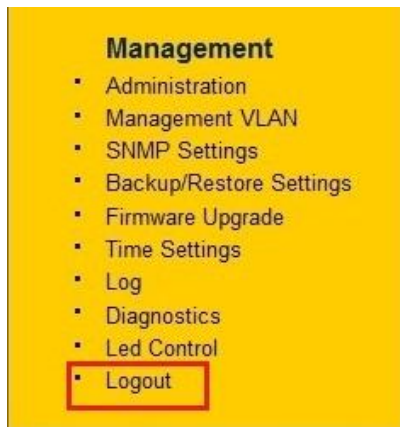 Management
Administration
Management VLAN
SNMP Settings
Backup/Restore Settings
Firmware Upgrade
Time Settings
Log
Diagnostics
Led Control
Logout